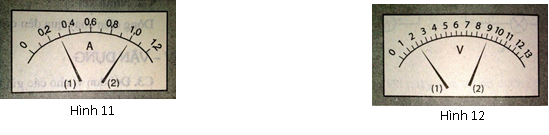 0 0,2 0,4 0,6 0,8 1,0 1,2
A
(1) (2)
Hình 11
0 1 2 3 4 5 6 7 8 9 10 11 12 13
V
(1) (2)
Hình 12